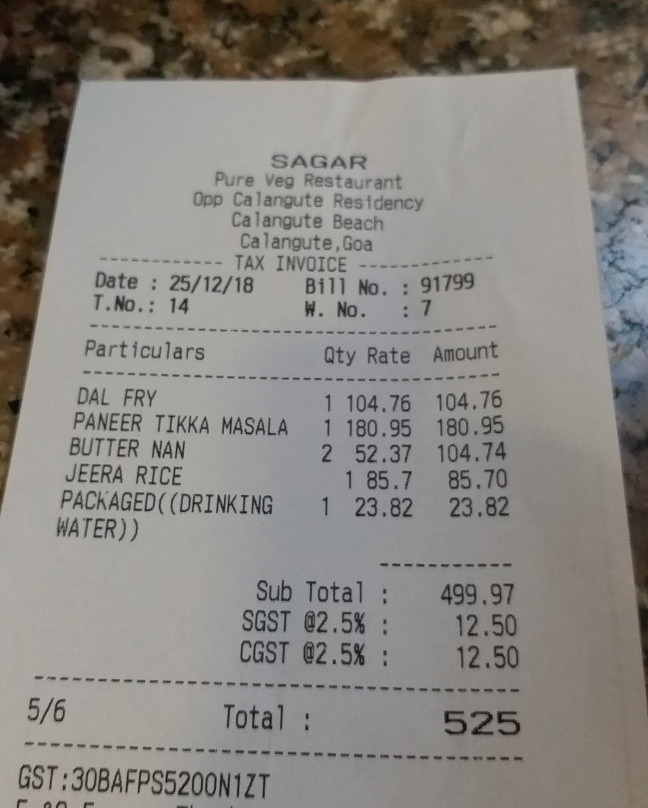 SAGAR
Pure Veg Restaurant
Opp Calangute Residency
Calangute Beach
Calangute,Goa
------------ TAX INVOICE -------------
Date : 25/12/18 Bill No. : 91799
T.No.: 14 W. No. : 7
Particulars Qty Rate Amount
DAL FRY 1 104.76 104.76
PANEER TIKKA MASALA 1 180.95 180.95
BUTTER NAN 2 52.37 104.74
JEERA RICE 1 85.7 85.70
PACKAGED((DRINKING 1 23.82 23.82
WATER))
Sub Total : 499.97
SGST @2.5% : 12.50
CGST @2.5% : 12.50
5/6 Total : 525
GST:30BAFPS5200N1ZT